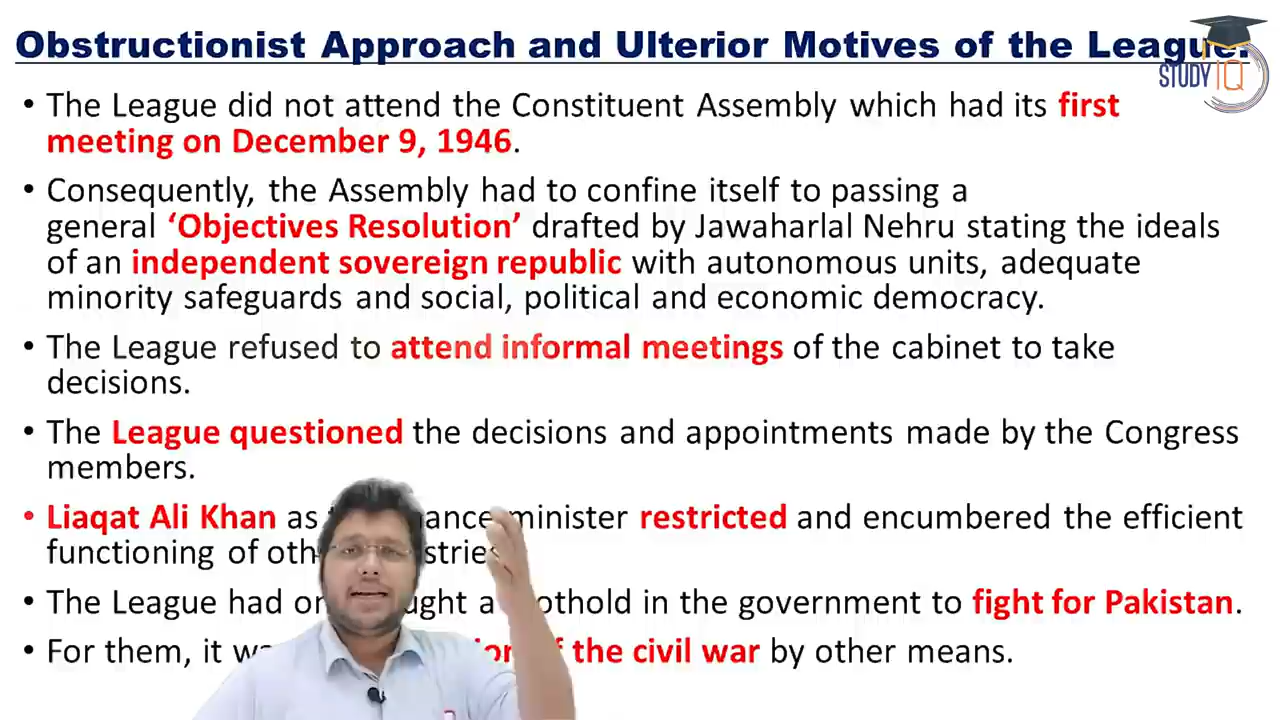 Obstructionist Approach and Ulterior Motives of the League:
STUDY IQ
• The League did not attend the Constituent Assembly which had its first
meeting on December 9, 1946.
• Consequently, the Assembly had to confine itself to passing a
general ‘Objectives Resolution’ drafted by Jawaharlal Nehru stating the ideals
of an independent sovereign republic with autonomous units, adequate
minority safeguards and social, political and economic democracy.
• The League refused to attend informal meetings of the cabinet to take
decisions.
• The League questioned the decisions and appointments made by the Congress
members.
• Liaqat Ali Khan as minister restricted and encumbered the efficient
functioning of
• The League had a in the government to fight for Pakistan.
• For them, it of the civil war by other means.